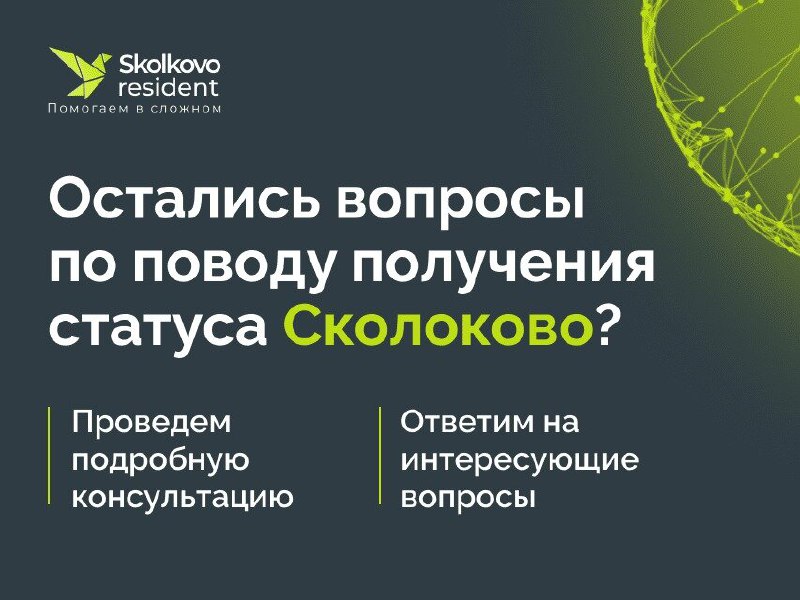 Skolkovo
resident
Помогаем в сложном
Остались вопросы
по поводу получения
статуса Сколоково?
Проведем
подробную
консультацию
Ответим на
интересующие
вопросы